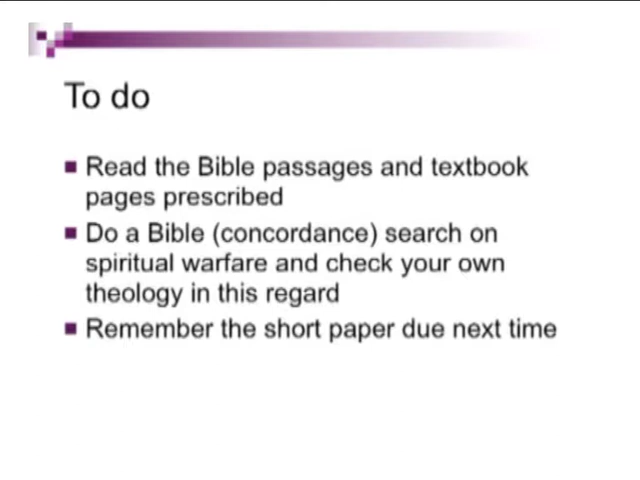 To do
Read the Bible passages and textbook
pages prescribed
Do a Bible (concordance) search on
spiritual warfare and check your own
theology in this regard
Remember the short paper due next time